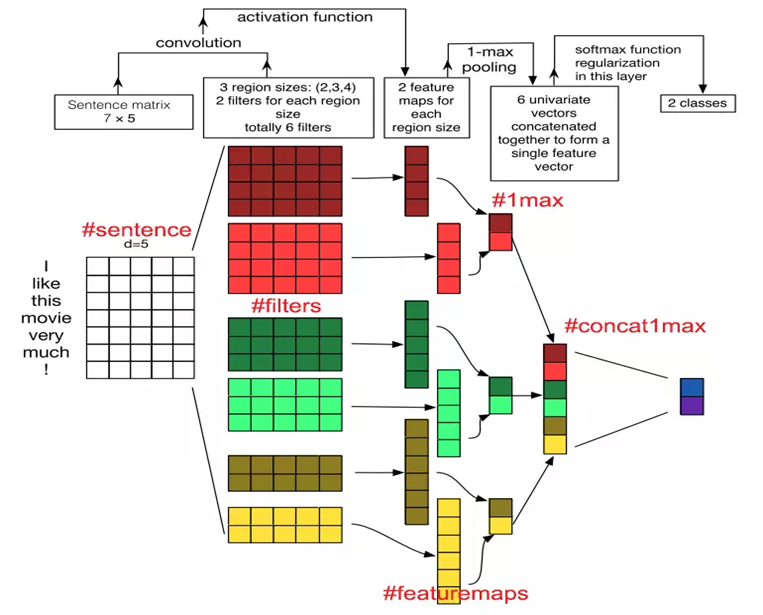 activation function
convolution
1-max
pooling
softmax function
regularization
in this layer
Sentence matrix
7 × 5
3 region sizes: (2,3,4)
2 filters for each region
size
totally 6 filters
2 feature
maps for
each
region size
6 univariate
vectors
concatenated
together to form a
single feature
vector
2 classes
#sentence
d=5
I
like
this
movie
very
much
!
#filters
#1max
#concat1max
#featuremaps